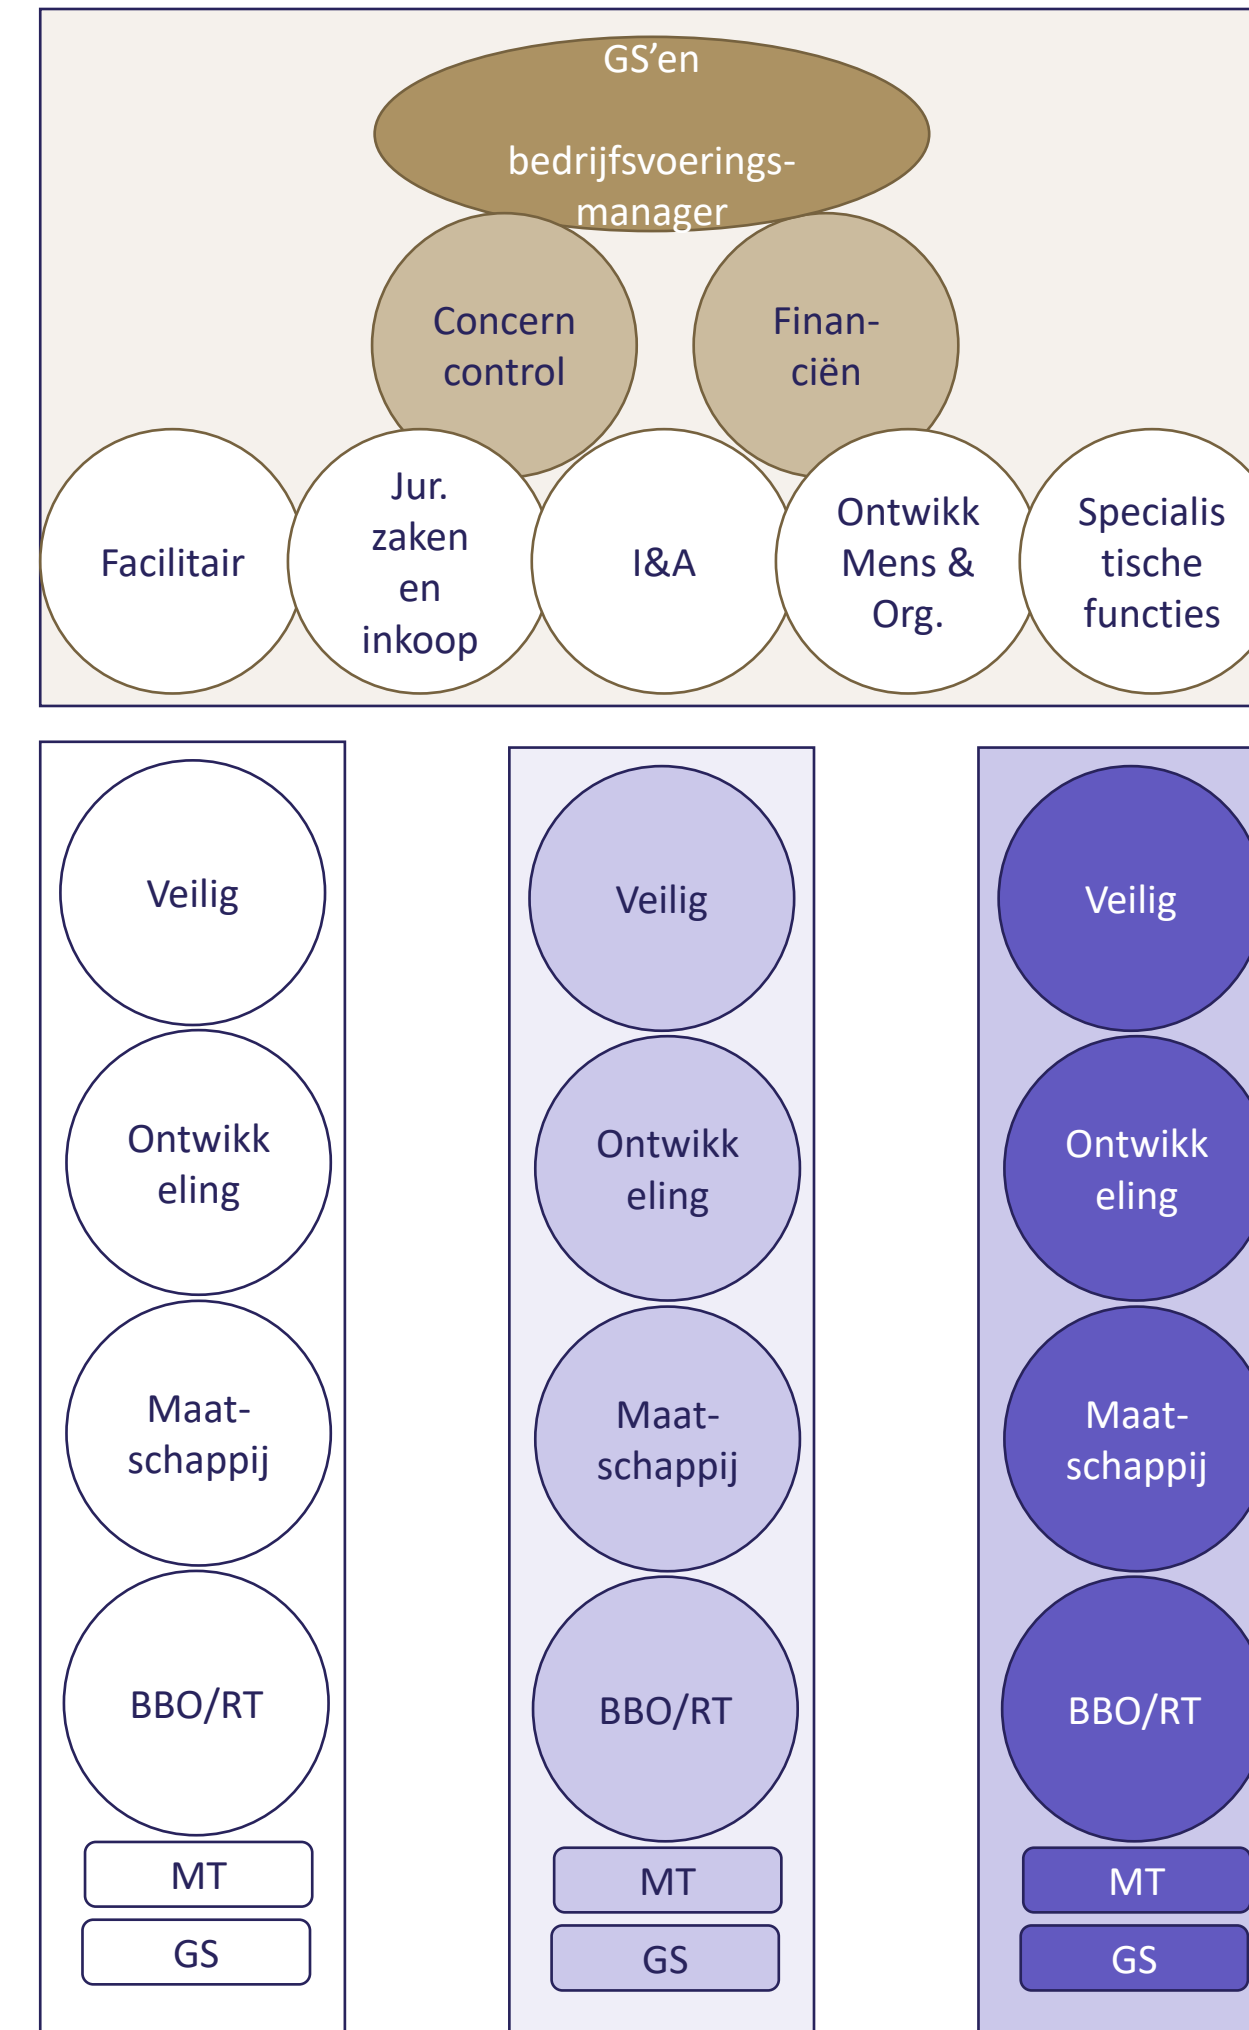 GS’en
bedrijfsvoerings-
manager
Concern
control
Finan-
ciën
Facilitair
Jur.
zaken
en
inkoop
I&A
Ontwikk
Mens &
Org.
Specialis
tische
functies
Veilig
Ontwikk
eling
Maat-
schappij
BBO/RT
MT
GS
Veilig
Ontwikk
eling
Maat-
schappij
BBO/RT
MT
GS
Veilig
Ontwikk
eling
Maat-
schappij
BBO/RT
MT
GS